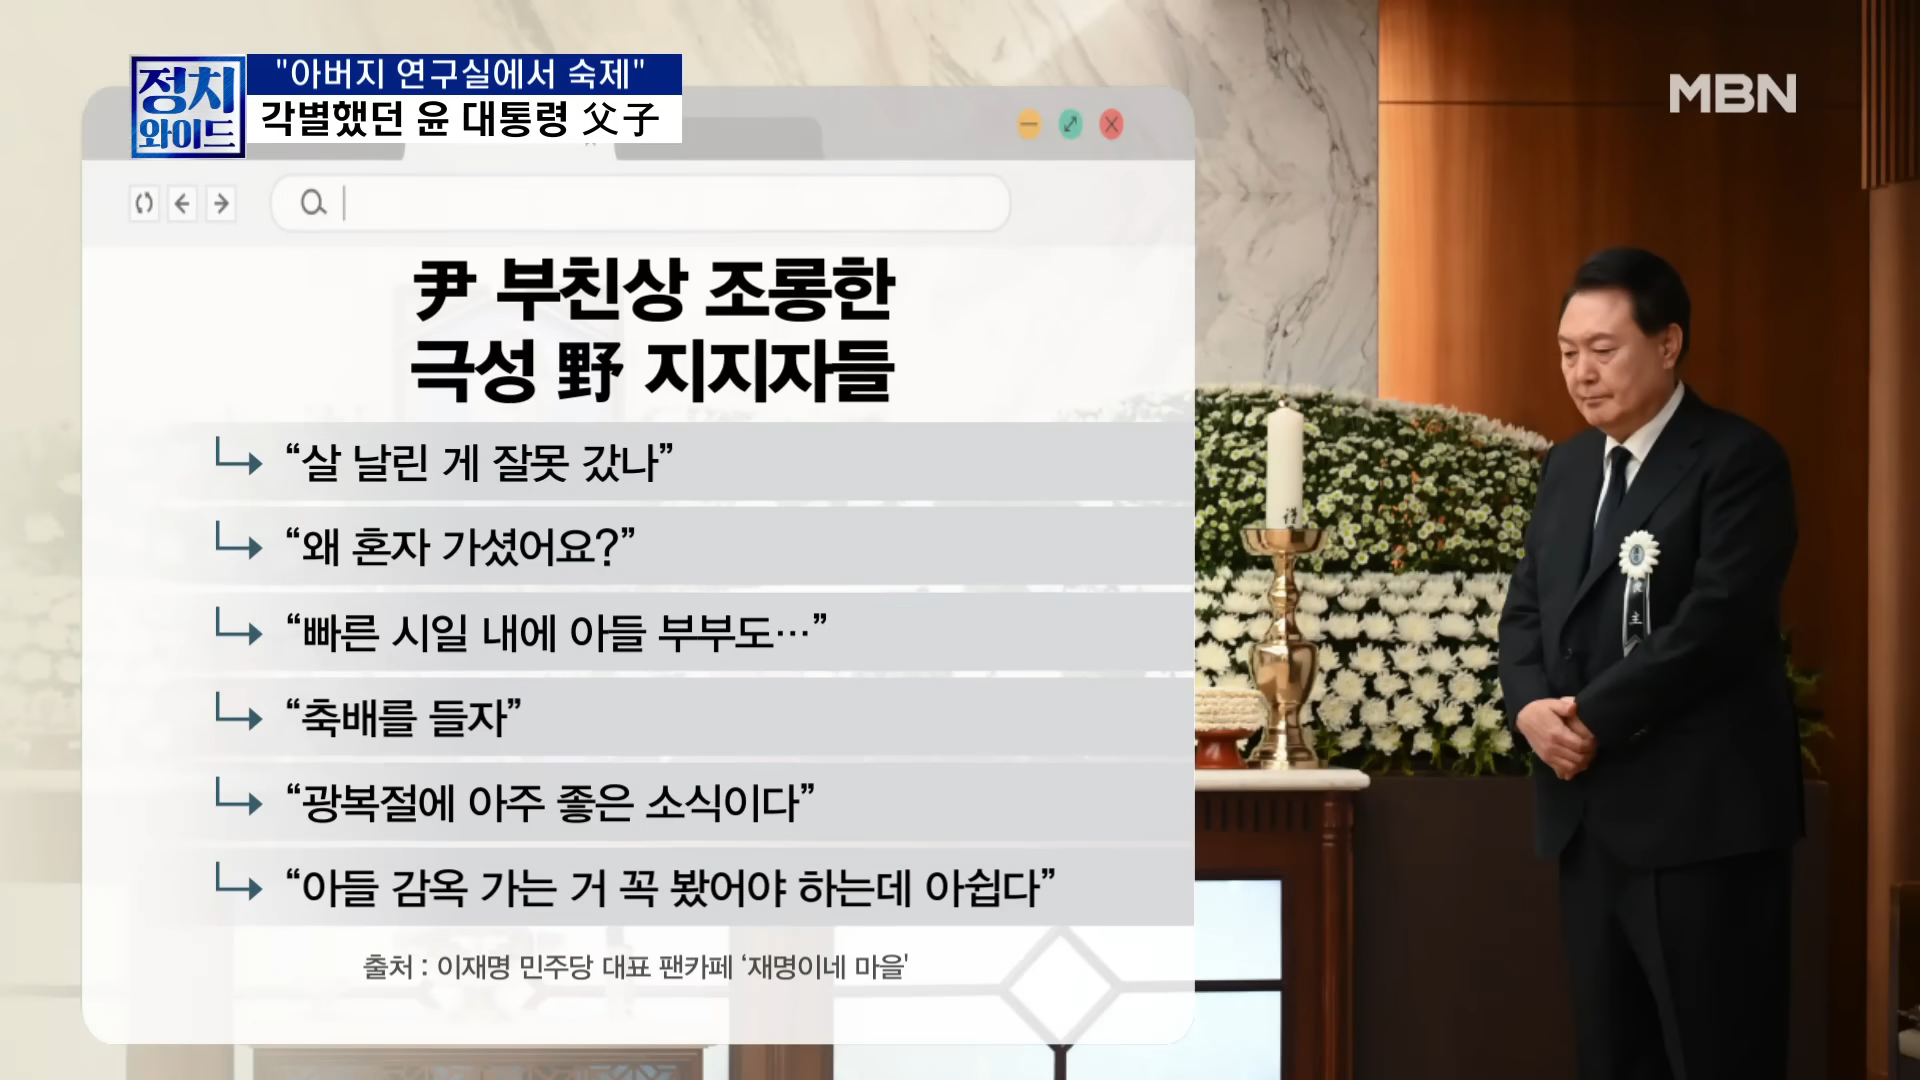 정치
와이드
"아버지 연구실에서 숙제"
각별했던 윤 대통령 父子
MBN
尹 부친상 조롱한
극성 野 지지자들
“살 날린 게 잘못 갔나”
“왜 혼자 가셨어요?”
“빠른 시일 내에 아들 부부도…”
“축배를 들자”
“광복절에 아주 좋은 소식이다”
“아들 감옥 가는 거 꼭 봤어야 하는데 아쉽다”
출처 : 이재명 민주당 대표 팬카페 ‘재명이네 마을'
主